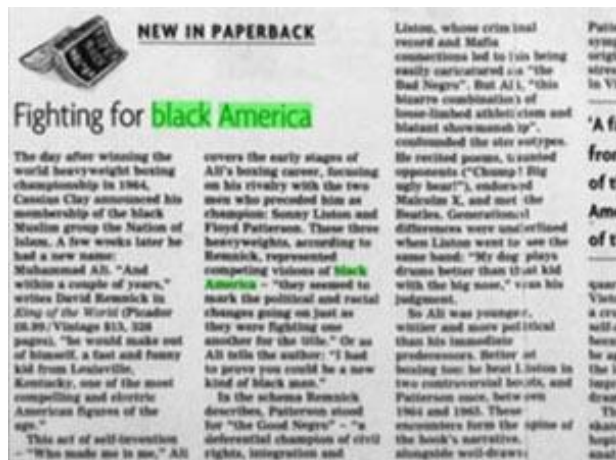 NEW IN PAPERBACK
Fighting for black America
The day after winning the
world heavyweight boxing
championship in 1964,
Cassius Clay announced his
membership of the black
Muslim group the Nation of
Islam. A few weeks later he
had a new name:
Muhammad Ali. "And
within a couple of years,"
writes David Remnick in
King of the World (Picador
£6.99/Vintage $13, 326
pages), "he would make out
of himself, a fast and funny
kid from Louisville,
Kentucky, one of the most
compelling and electric
American figures of the
age."
This act of self-invention
– "Who made me is me," Ali
covers the early stages of
Ali's boxing career, focusing
on his rivalry with the two
men who preceded him as
champion: Sonny Liston and
Floyd Patterson. These three
heavyweights, according to
Remnick, represented
competing visions of black
America – "they seemed to
mark the political and racial
changes going on just as
they were fighting one
another for the title." Or as
Ali tells the author: "I had
to prove you could be a new
kind of black man."
In the schema Remnick
describes, Patterson stood
for "the Good Negro" – "a
deferential champion of civil
rights, integration and
Liston, whose criminal
record and Mafia
connections led to his being
easily caricatured as "the
Bad Negro". But Ali, "this
bizarre combination of
loose-limbed athleticism and
blatant showmanship",
confounded the stereotypes.
He recited poems, taunted
opponents ("Chump! Big
ugly bear!"), endorsed
Malcolm X, and met the
Beatles. Generational
differences were underlined
when Liston went to see the
same band: "My dog plays
drums better than that kid
with the big nose," was his
judgment.
So Ali was younger,
wittier and more political
than his immediate
predecessors. Better at
boxing too: he beat Liston in
two controversial bouts, and
Patterson once, between
1964 and 1965. These
encounters form the spine of
the book's narrative,
alongside well-drawn
'A f
from
of t
Ame
of t